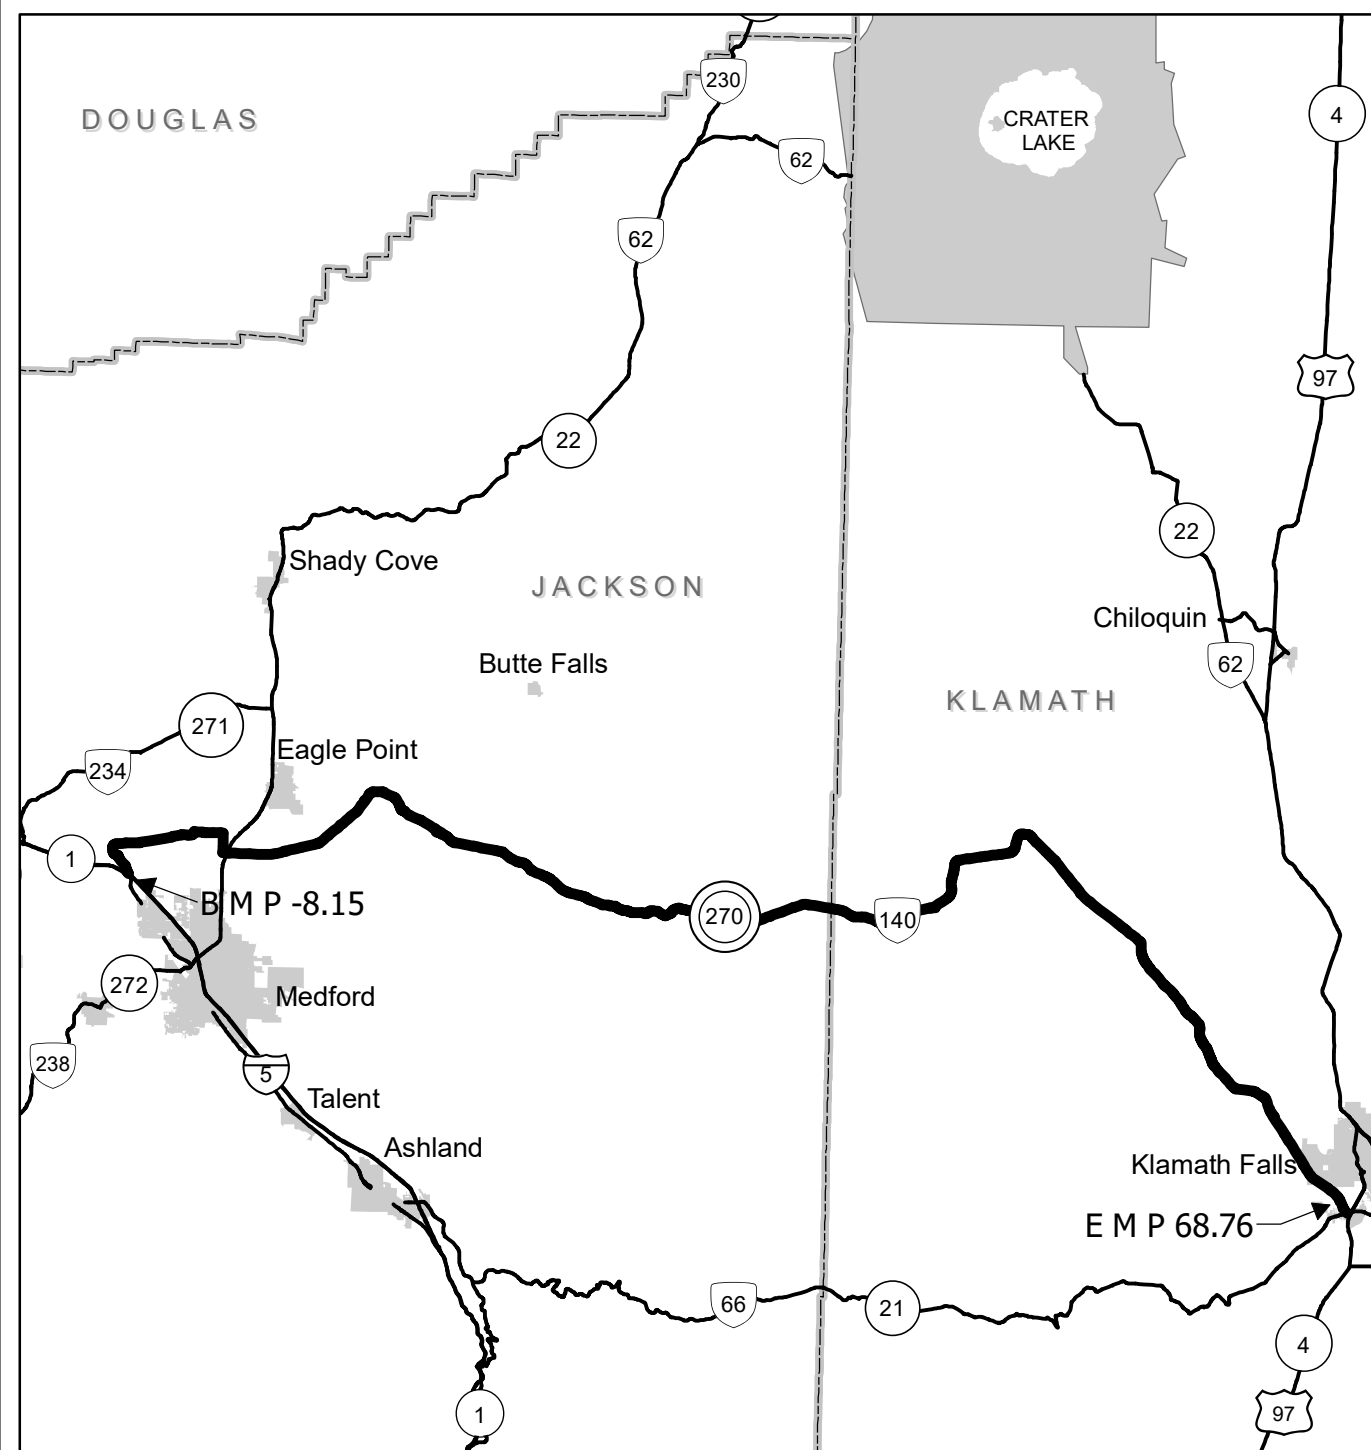 230
4
DOUGLAS
CRATER
LAKE
62
62
97
22
22
Shady Cove
JACKSON
Chiloquin
Butte Falls
62
KLAMATH
271
Eagle Point
234
1
B M P -8.15
270
140
272
Medford
238
5
Talent
Ashland
Klamath Falls
E M P 68.76
66
21
4
1
97